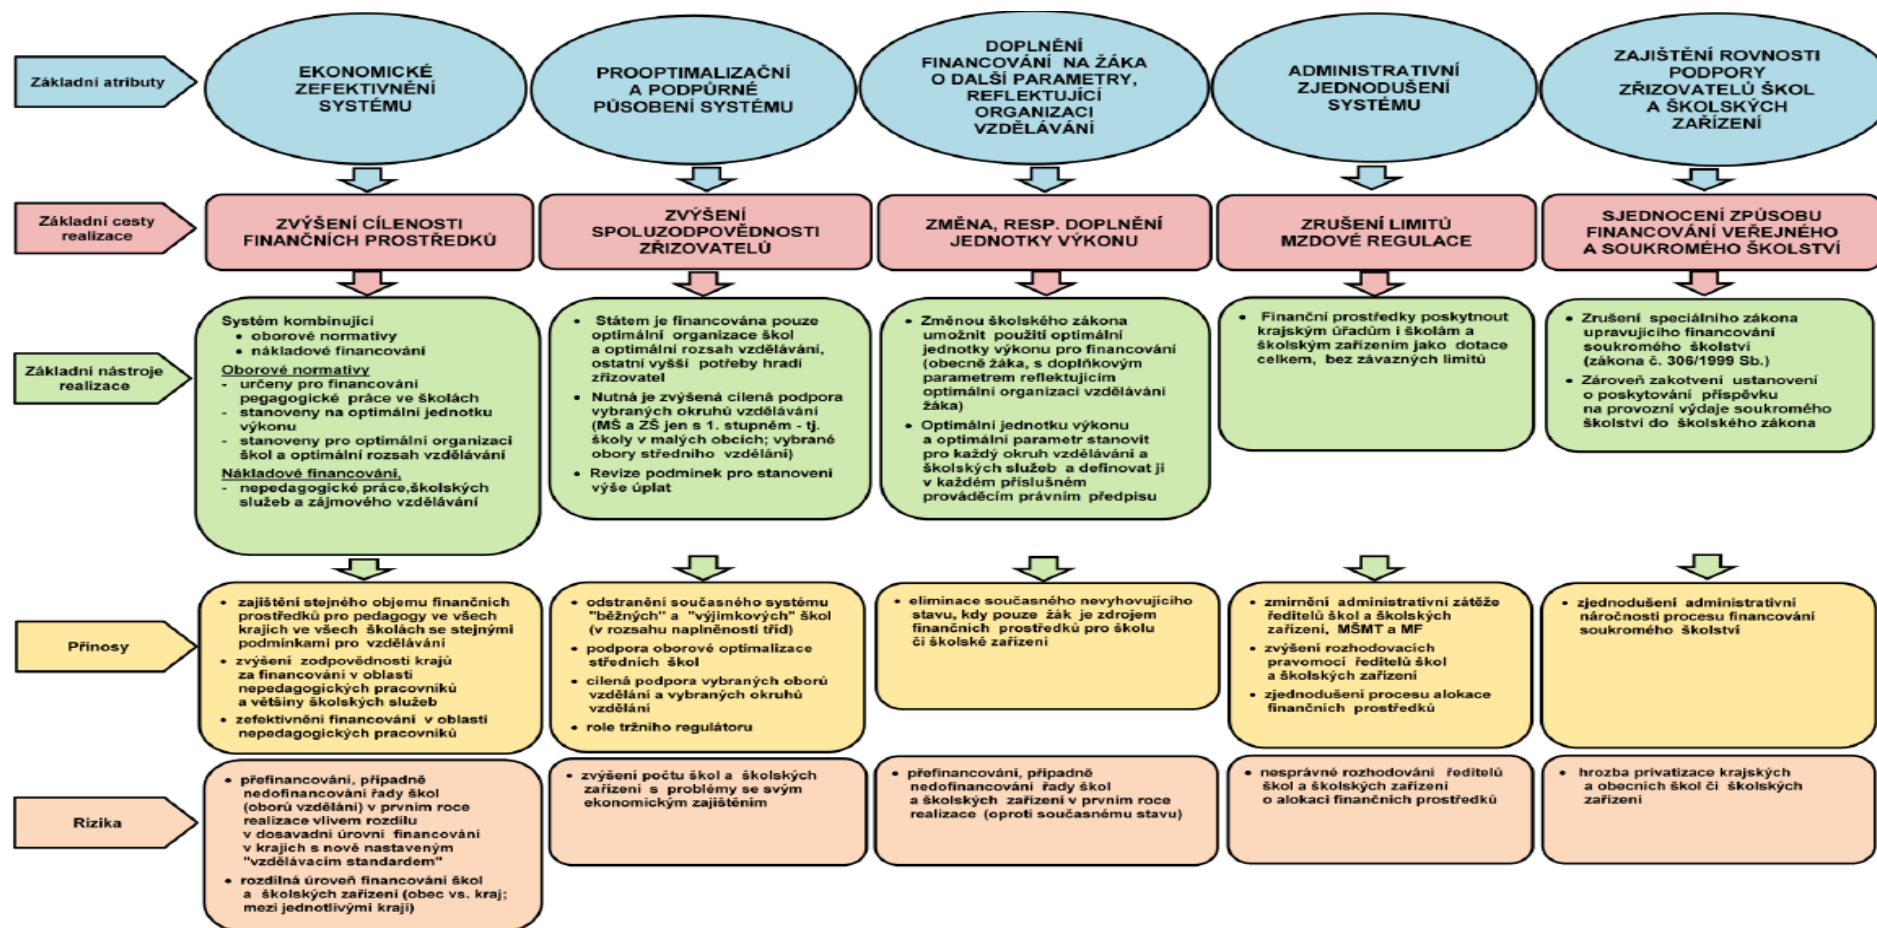 Základní atributy
EKONOMICKÉ
ZEFEKTIVNĚNÍ
SYSTÉMU
PROOPTIMALIZAČNÍ
A PODPŮRNÉ
PŮSOBENÍ SYSTÉMU
DOPLNĚNÍ
FINANCOVÁNÍ NA ŽÁKA
O DALŠÍ PARAMETRY,
REFLEKTUJÍCÍ
ORGANIZACI
VZDĚLÁVÁNÍ
ADMINISTRATIVNÍ
ZJEDNODUŠENÍ
SYSTÉMU
ZAJIŠTĚNÍ ROVNOSTI
PODPORY
ZŘIZOVATELŮ ŠKOL
A ŠKOLSKÝCH
ZAŘÍZENÍ
Základní cesty
realizace
ZVÝŠENÍ CÍLENOSTI
FINANČNÍCH PROSTŘEDKŮ
ZVÝŠENÍ
SPOLUZODPOVĚDNOSTI
ZŘIZOVATELŮ
ZMĚNA, RESP. DOPLNĚNÍ
JEDNOTKY VÝKONU
ZRUŠENÍ LIMITŮ
MZDOVÉ REGULACE
SJEDNOCENÍ ZPŮSOBU
FINANCOVÁNÍ VEŘEJNÉHO
A SOUKROMÉHO ŠKOLSTVÍ
Základní nástroje
realizace
Systém kombinující
• oborové normativy
• nákladové financování
Oborové normativy
- určeny pro financování
pegagogické práce ve školách
- stanoveny na optimální jednotku
výkonu
- stanoveny pro optimální organizaci
škol a optimální rozsah vzdělávání
Nákladové financování,
- nepedagogické práce,školských
služeb a zájmového vzdělávání
• Státem je financována pouze
optimální organizace škol
a optimální rozsah vzdělávání,
ostatní vyšší potřeby hradí
zřizovatel
• Nutná je zvýšená cílená podpora
vybraných okruhů vzdělávání
(MŠ a ZŠ jen s 1. stupněm - tj.
školy v malých obcích; vybrané
obory středního vzdělání)
• Revize podmínek pro stanovení
výše úplat
• Změnou školského zákona
umožnit použití optimální
jednotky výkonu pro financování
(obecně žáka, s doplňkovým
parametrem reflektujícím
optimální organizaci vzdělávání
žáka)
• Optimální jednotku výkonu
a optimální parametr stanovit
pro každý okruh vzdělávání a
školských služeb a definovat ji
v každém příslušném
prováděcím právním předpisu
• Finanční prostředky poskytnout
krajským úřadům i školám a
školským zařízením jako dotace
celkem, bez závazných limitů
• Zrušení speciálního zákona
upravujícího financování
soukromého školství
(zákona č. 306/1999 Sb.)
• Zároveň zakotvení ustanovení
o poskytování příspěvku
na provozní výdaje soukromého
školství do školského zákona
Přínosy
• zajištění stejného objemu finančních
prostředků pro pedagogy ve všech
krajích ve všech školách se stejnými
podmínkami pro vzdělávání
• zvýšení zodpovědnosti krajů
za financování v oblasti
nepedagogických pracovníků
a většiny školských služeb
• zefektivnění financování v oblasti
nepedagogických pracovníků
• odstranění současného systému
"běžných" a "výjimkových" škol
(v rozsahu naplněnosti tříd)
• podpora oborové optimalizace
středních škol
• cílená podpora vybraných oborů
vzdělání a vybraných okruhů
vzdělání
• role tržního regulátoru
• eliminace současného nevyhovujícího
stavu, kdy pouze žák je zdrojem
finančních prostředků pro školu
či školské zařízení
• zmírnění administrativní zátěže
ředitelů škol a školských
zařízení, MŠMT a MF
• zvýšení rozhodovacích
pravomocí ředitelů škol
a školských zařízení
• zjednodušení procesu alokace
finančních prostředků
• zjednodušení administrativní
náročnosti procesu financování
soukromého školství
Rizika
• přefinancování, případně
nedofinancování řady škol
(oborů vzdělání) v prvním roce
realizace vlivem rozdílu
v dosavadní úrovni financování
v krajích s nově nastaveným
"vzdělávacím standardem"
• rozdílná úroveň financování škol
a školských zařízení (obec vs. kraj;
mezi jednotlivými kraji)
• zvýšení počtu škol a školských
zařízení s problémy se svým
ekonomickým zajištěním
• přefinancování, případně
nedofinancování řady škol
a školských zařízení v prvním roce
realizace (oproti současnému stavu)
• nesprávné rozhodování ředitelů
škol a školských zařízení
o alokaci finančních prostředků
• hrozba privatizace krajských
a obecních škol či školských
zařízení